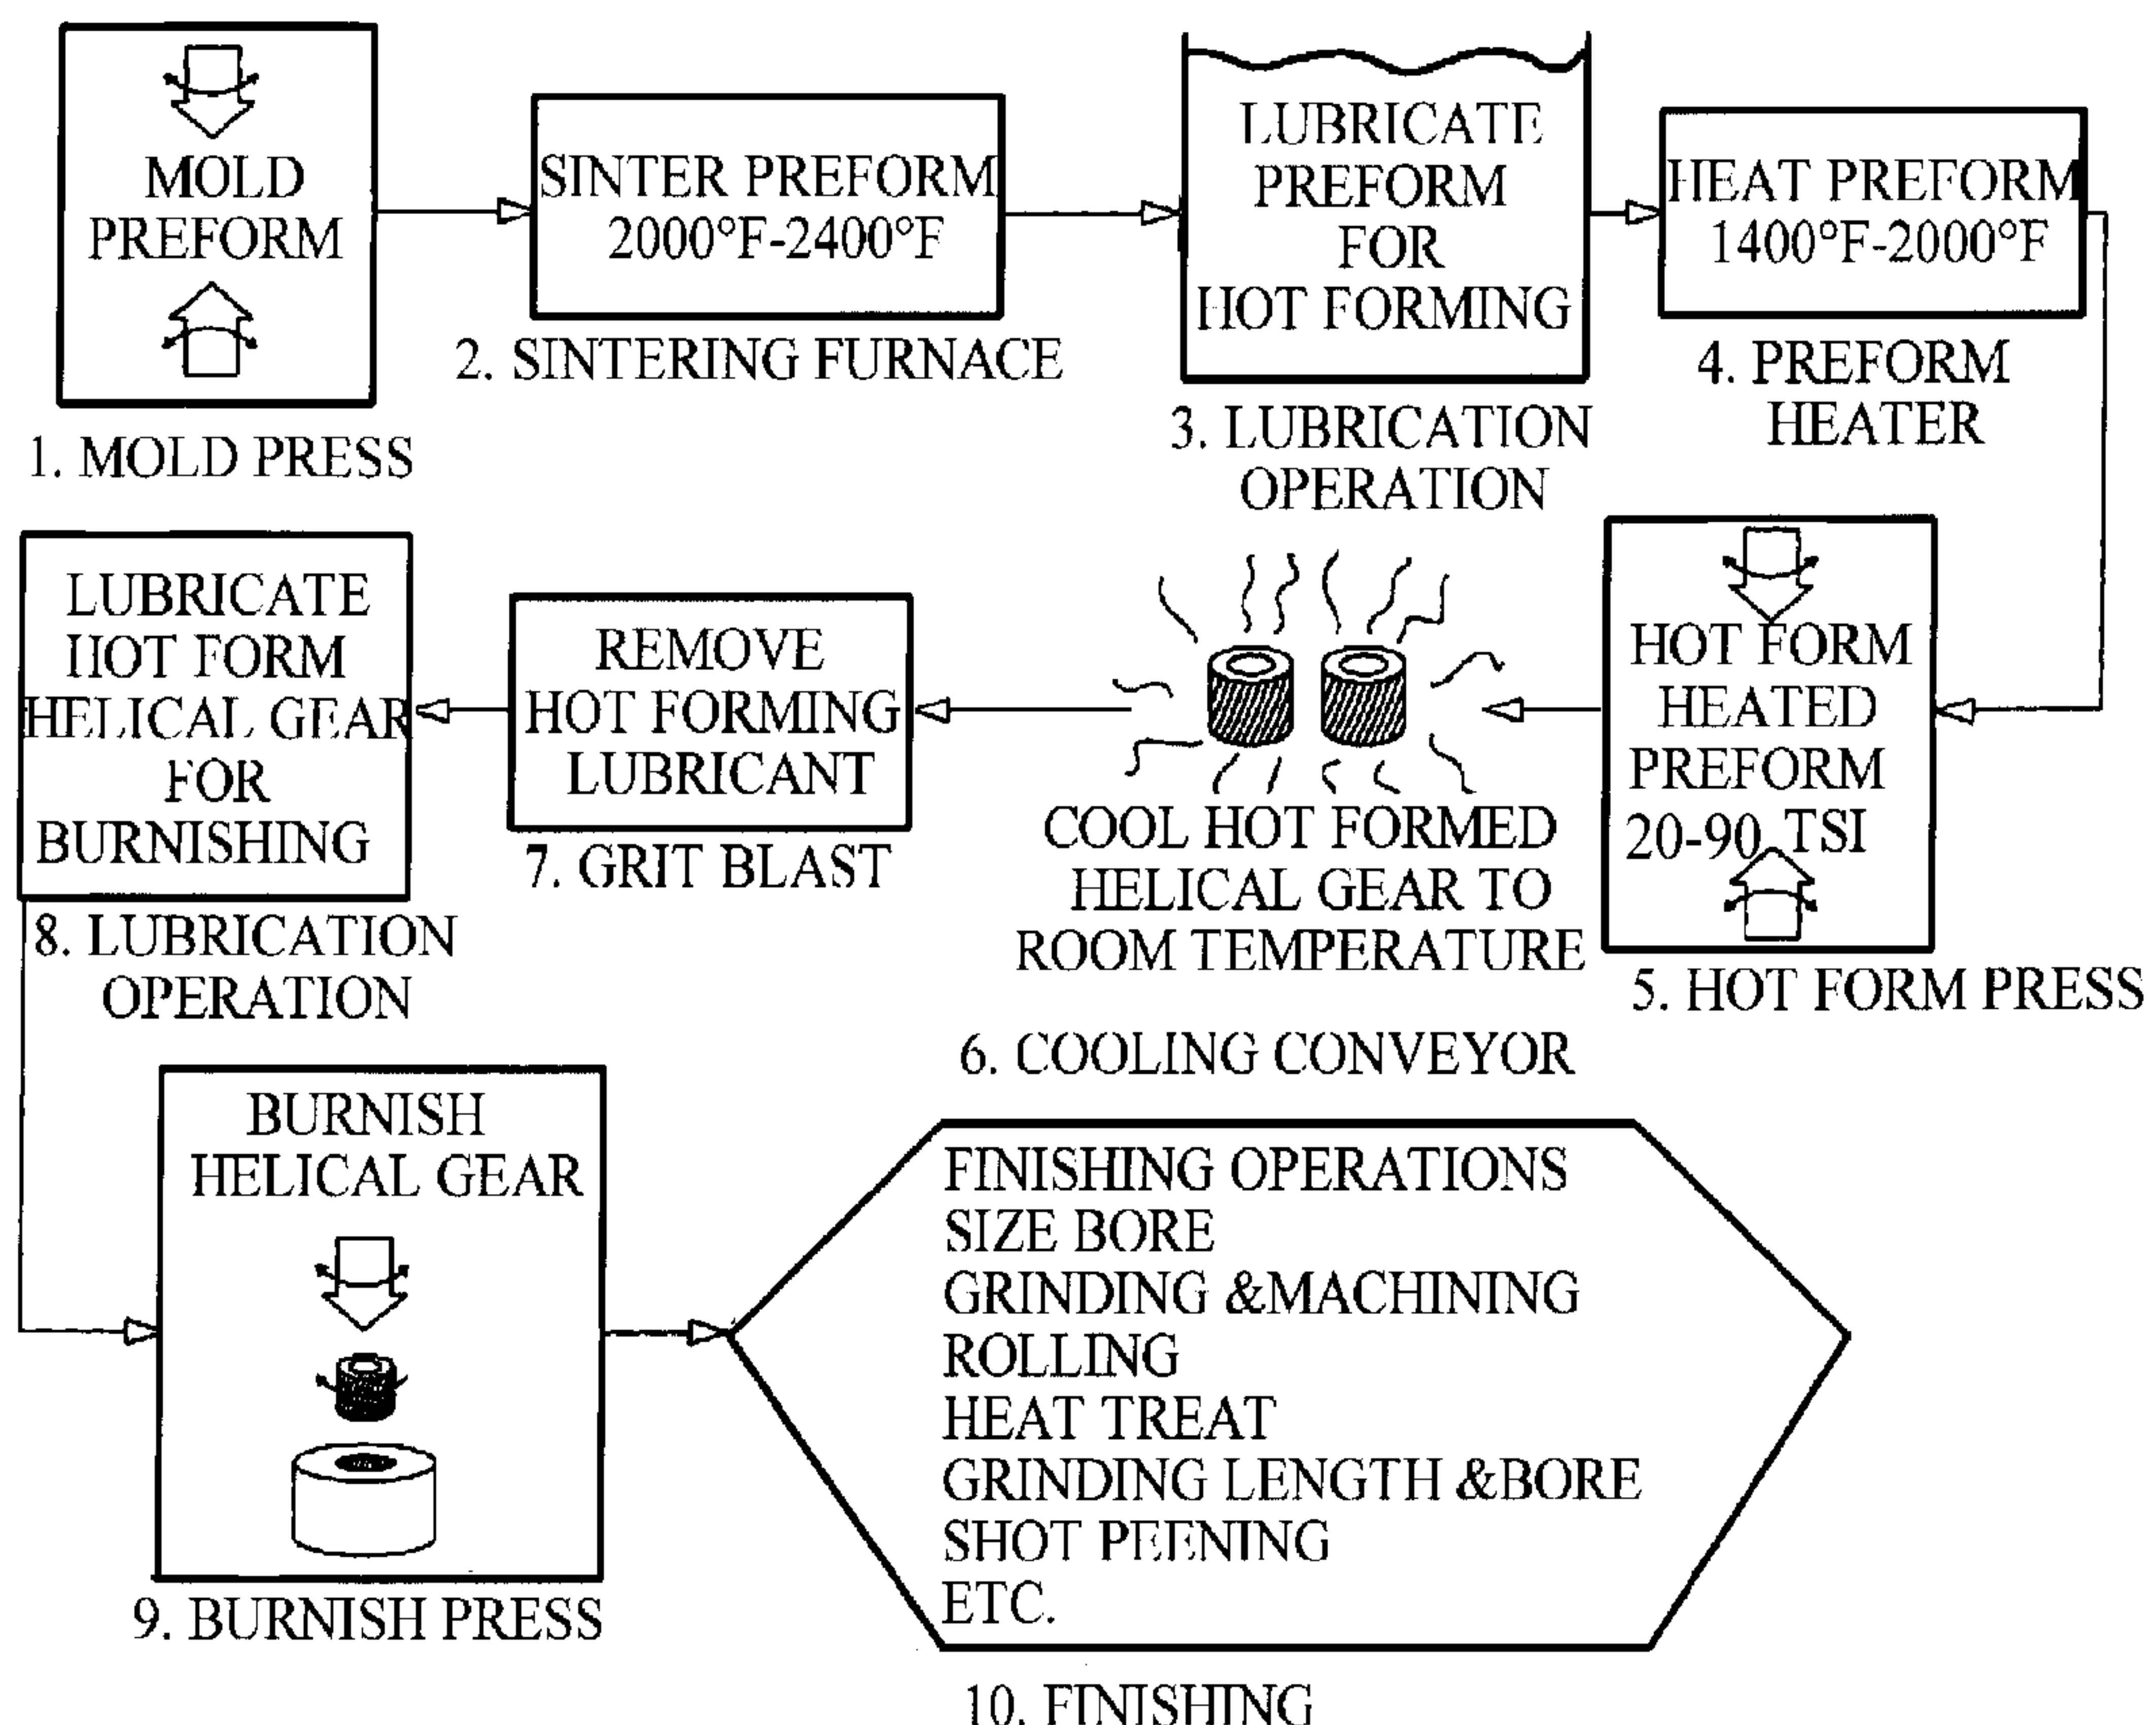 MOLD
PREFORM
1. MOLD PRESS
SINTER PREFORM
2000°F-2400°F
2. SINTERING FURNACE
LUBRICATE
PREFORM
FOR
HOT FORMING
3. LUBRICATION
OPERATION
HEAT PREFORM
1400°F-2000°F
4. PREFORM
HEATER
HOT FORM
HEATED
PREFORM
20-90 TSI
5. HOT FORM PRESS
COOL HOT FORMED
HELICAL GEAR TO
ROOM TEMPERATURE
6. COOLING CONVEYOR
REMOVE
HOT FORMING
LUBRICANT
7. GRIT BLAST
LUBRICATE
HOT FORM
HELICAL GEAR
FOR
BURNISHING
8. LUBRICATION
OPERATION
BURNISH
HELICAL GEAR
9. BURNISH PRESS
FINISHING OPERATIONS
SIZE BORE
GRINDING &MACHINING
ROLLING
HEAT TREAT
GRINDING LENGTH &BORE
SHOT PEENING
ETC.
10. FINISHING